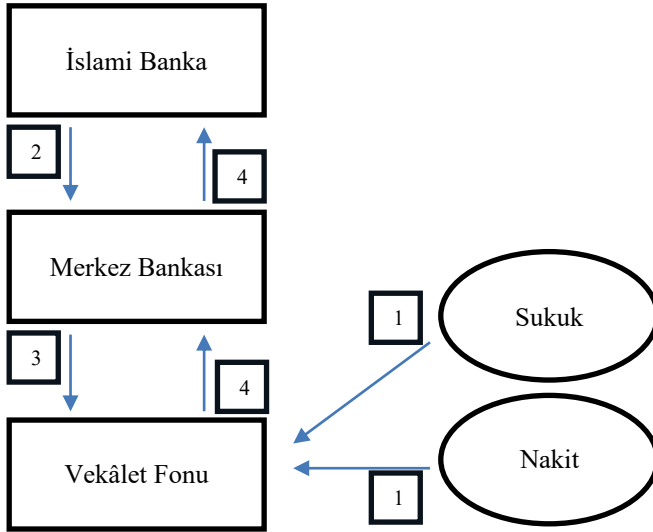 İslami Banka
2
4
Merkez Bankası
1
Sukuk
3
4
Vekâlet Fonu
Nakit
1